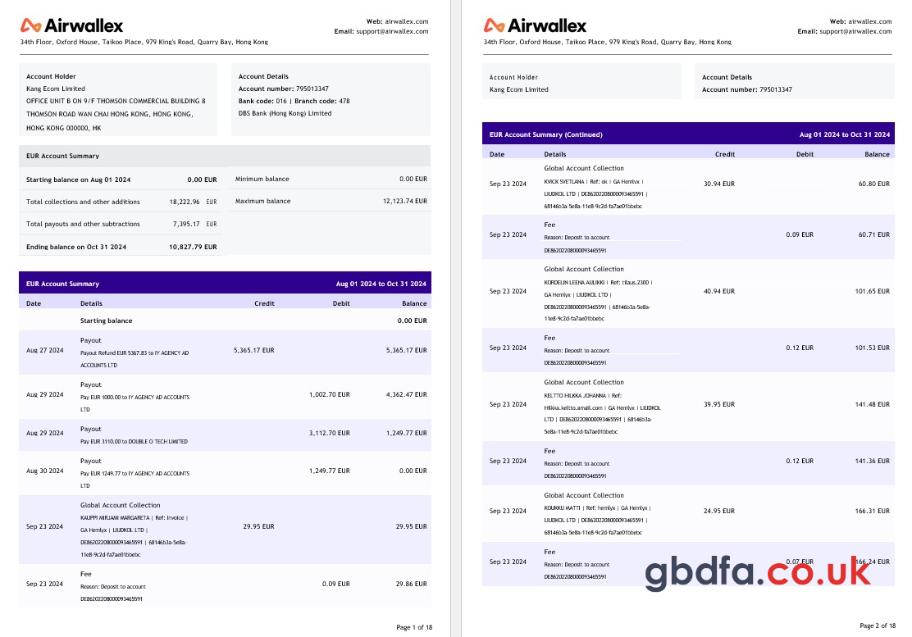 Airwallex
Web: airwallex.com
Email: support@airwallex.com
34th Floor, Oxford House, Taikoo Place, 979 King's Road, Quarry Bay, Hong Kong
Account Holder
Kang Ecom Limited
OFFICE UNIT B ON 9/F THOMSON COMMERCIAL BUILDING 8
THOMSON ROAD WAN CHAI HONG KONG, HONG KONG,
HONG KONG 000000, HK
Account Details
Account number: 795013347
Bank code: 016 | Branch code: 478
DBS Bank (Hong Kong) Limited
EUR Account Summary
Starting balance on Aug 01 2024 0.00 EUR
Minimum balance 0.00 EUR
Total collections and other additions 18,222.96 EUR
Maximum balance 12,123.74 EUR
Total payouts and other subtractions 7,395.17 EUR
Ending balance on Oct 31 2024 10,827.79 EUR
EUR Account Summary Aug 01 2024 to Oct 31 2024
Date Details Credit Debit Balance
Starting balance 0.00 EUR
Payout
Aug 27 2024 Payout Refund EUR 5367.83 to IY AGENCY AD 5,365.17 EUR 5,365.17 EUR
ACCOUNTS LTD
Payout
Aug 29 2024 Pay EUR 1000.00 to IY AGENCY AD ACCOUNTS 1,002.70 EUR 4,362.47 EUR
LTD
Payout
Aug 29 2024 Pay EUR 3110.00 to DOUBLE O TECH LIMITED 3,112.70 EUR 1,249.77 EUR
Payout
Aug 30 2024 Pay EUR 1249.77 to IY AGENCY AD ACCOUNTS 1,249.77 EUR 0.00 EUR
LTD
Global Account Collection
KAUPPI MIRJAMI MARGARETA | Ref: Invoice |
Sep 23 2024 GA Hemlyx | LIUDKOL LTD | 29.95 EUR 29.95 EUR
DE86202208000093465591 | 68146b3a-5e8a-
11e8-9c2d-fa7ae01bbebc
Fee
Sep 23 2024 Reason: Deposit to account 0.09 EUR 29.86 EUR
DE86202208000093465591
Page 1 of 18
Airwallex
Web: airwallex.com
Email: support@airwallex.com
34th Floor, Oxford House, Taikoo Place, 979 King's Road, Quarry Bay, Hong Kong
Account Holder
Kang Ecom Limited
Account Details
Account number: 795013347
EUR Account Summary (Continued) Aug 01 2024 to Oct 31 2024
Date Details Credit Debit Balance
Global Account Collection
Sep 23 2024 SVETLANA | Ref: | GA Hemlyx | 30.94 EUR 60.80 EUR
LIUDKOL LTD | DE86202208000093465591 |
68146b3a-5e8a-11e8-9c2d-fa7ae01bbebc
Fee
Sep 23 2024 Reason: Deposit to account 0.09 EUR 60.71 EUR
DE86202208000093465591
Global Account Collection
KORDELIN LEENA AULIKKI | Ref: |
Sep 23 2024 GA Hemlyx | LIUDKOL LTD | 40.94 EUR 101.65 EUR
DE86202208000093465591 | 68146b3a-5e8a-
11e8-9c2d-fa7ae01bbebc
Fee
Sep 23 2024 Reason: Deposit to account 0.12 EUR 101.53 EUR
DE86202208000093465591
Global Account Collection
KELTTO HILKKA JOHANNA | Ref:
Sep 23 2024 | GA Hemlyx | LIUDKOL 39.95 EUR 141.48 EUR
LTD | DE86202208000093465591 | 68146b3a-
5e8a-11e8-9c2d-fa7ae01bbebc
Fee
Sep 23 2024 Reason: Deposit to account 0.12 EUR 141.36 EUR
DE86202208000093465591
Global Account Collection
Sep 23 2024 KOUKKU MATTI | Ref: hemlyx | GA Hemlyx | 24.95 EUR 166.31 EUR
LIUDKOL LTD | DE86202208000093465591 |
68146b3a-5e8a-11e8-9c2d-fa7ae01bbebc
Fee
Sep 23 2024 Reason: Deposit to account 0.07 EUR 166.24 EUR
DE86202208000093465591
gbdfa.co.uk
Page 2 of 18